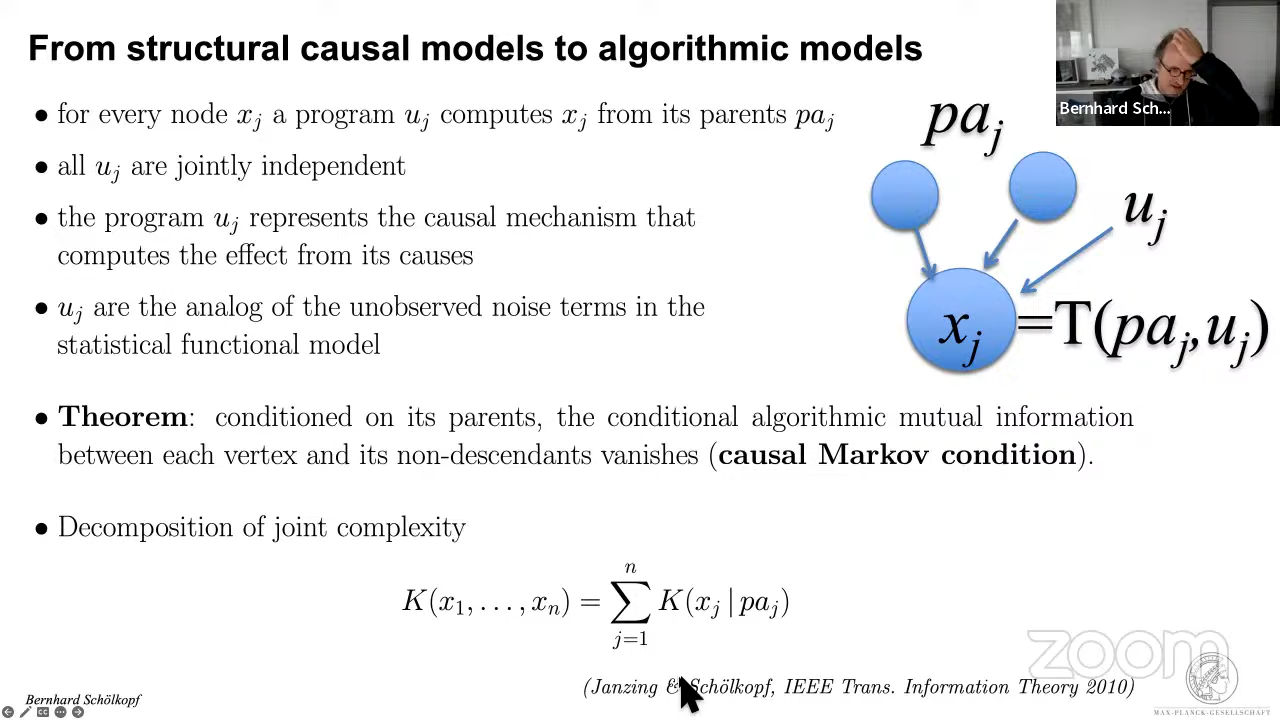 From structural causal models to algorithmic models
Bernhard Sch...
• for every node x_j a program u_j computes x_j from its parents pa_j
• all u_j are jointly independent
• the program u_j represents the causal mechanism that
computes the effect from its causes
• u_j are the analog of the unobserved noise terms in the
statistical functional model
pa_j
u_j
x_j =T(pa_j,u_j)
• Theorem: conditioned on its parents, the conditional algorithmic mutual information
between each vertex and its non-descendants vanishes (causal Markov condition).
• Decomposition of joint complexity
K(x_1, . . . , x_n) = ∑_{j=1}^{n} K(x_j | pa_j)
zoom
(Janzing & Schölkopf, IEEE Trans. Information Theory 2010)
Bernhard Schölkopf
MAX-PLANCK-GESELLSCHAFT